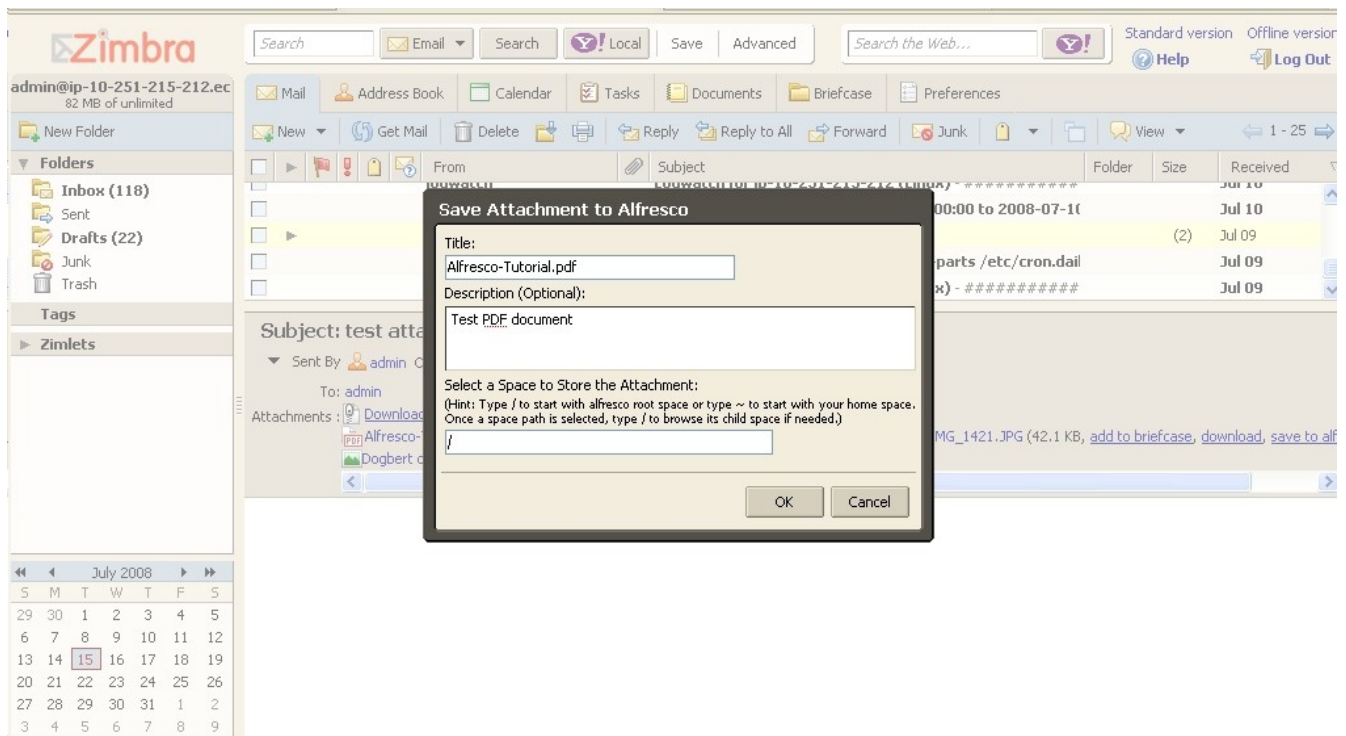 Zimbra
Search Email Search Y! Local Save Advanced Search the Web... Y! Standard version Offline version
Help Log Out
admin@ip-10-251-215-212.ec
82 MB of unlimited
Mail Address Book Calendar Tasks Documents Briefcase Preferences
New Folder
New Get Mail Delete Reply Reply to All Forward Junk View 1 - 25
Folders
From Subject Folder Size Received
Inbox (118)
Sent
Drafts (22)
Junk
Trash
Tags
Zimlets
logwatch Logwatch for ip-10-251-215-212 (Linux) - ########### Jul 10
00:00 to 2008-07-1 Jul 10
(2) Jul 09
-parts /etc/cron.dail Jul 09
x) - ########### Jul 09
Save Attachment to Alfresco
Title:
Alfresco-Tutorial.pdf
Description (Optional):
Test PDF document
Select a Space to Store the Attachment:
(Hint: Type / to start with alfresco root space or type ~ to start with your home space.
Once a space path is selected, type / to browse its child space if needed.)
/
OK Cancel
Subject: test atta
Sent By admin
To: admin
Attachments : Download
Alfresco- MG_1421.JPG (42.1 KB, add to briefcase, download, save to alf
Dogbert
July 2008
S M T W T F S
29 30 1 2 3 4 5
6 7 8 9 10 11 12
13 14 15 16 17 18 19
20 21 22 23 24 25 26
27 28 29 30 31 1 2
3 4 5 6 7 8 9